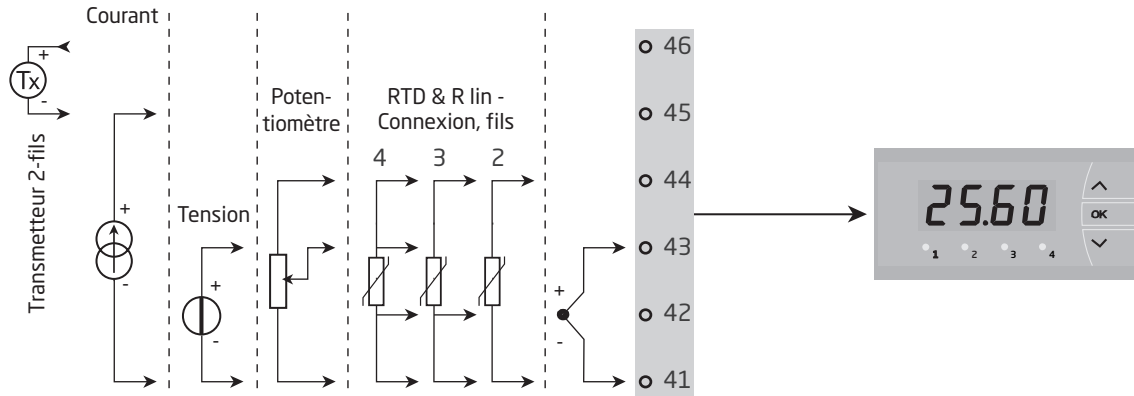 Courant
+
Tx
-
Transmetteur 2-fils
+
-
Tension
+
-
Poten-
tiomètre
RTD & R lin -
Connexion, fils
4 3 2
+
-
46
45
44
43
42
41
25.60
1 2 3 4
OK